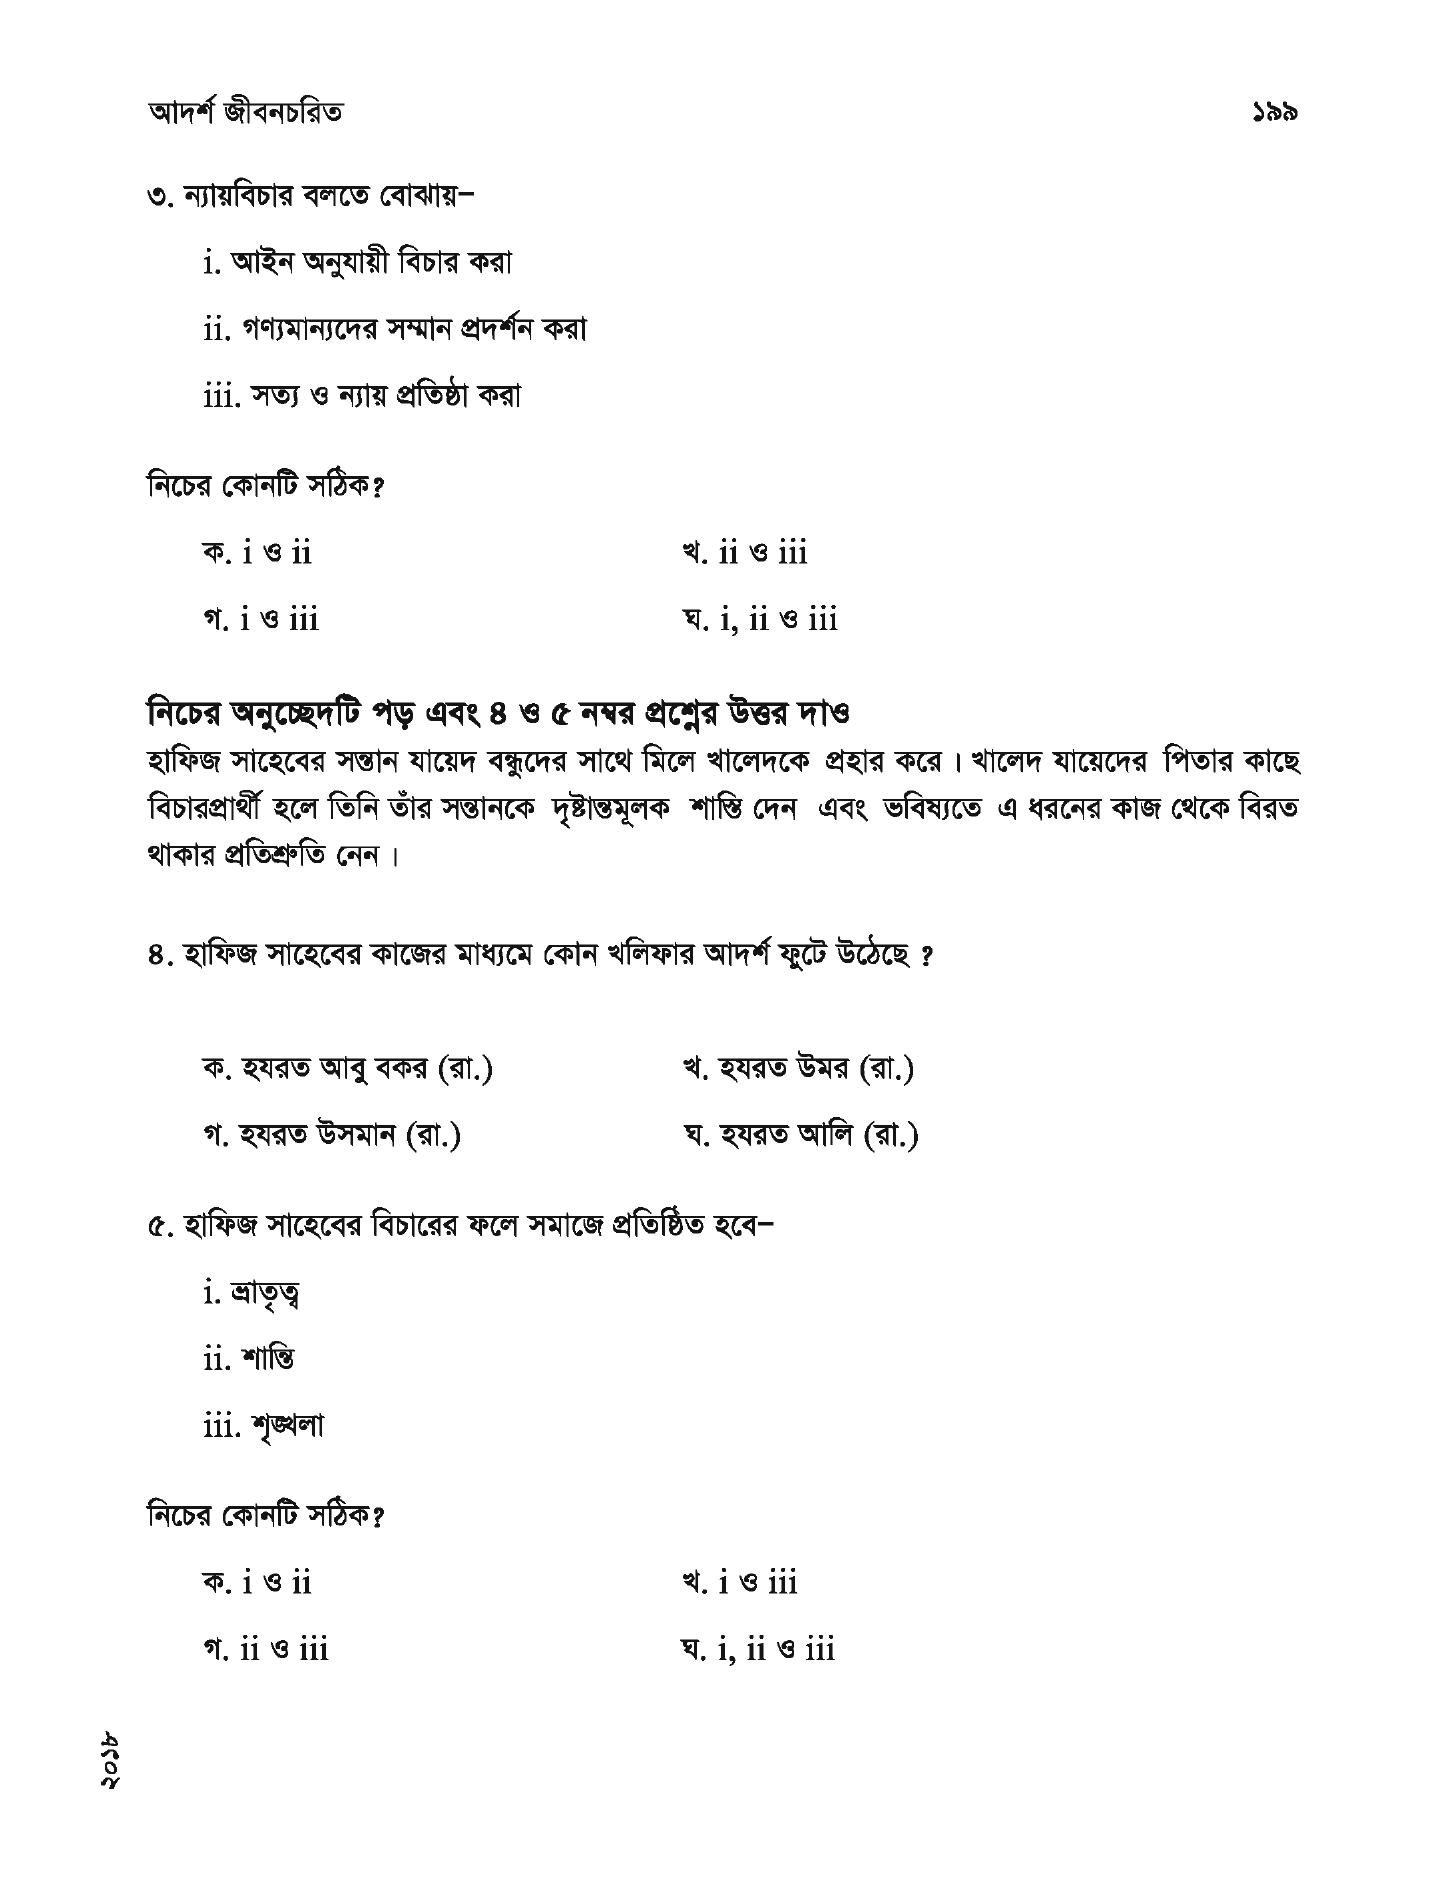 আদর্শ জীবনচরিত ১৯৯
৩. ন্যায়বিচার বলতে বোঝায়–
i. আইন অনুযায়ী বিচার করা
ii. গণ্যমান্যদের সম্মান প্রদর্শন করা
iii. সত্য ও ন্যায় প্রতিষ্ঠা করা
নিচের কোনটি সঠিক?
ক. i ও ii খ. ii ও iii
গ. i ও iii ঘ. i, ii ও iii
নিচের অনুচ্ছেদটি পড় এবং ৪ ও ৫ নম্বর প্রশ্নের উত্তর দাও
হাফিজ সাহেবের সন্তান যায়েদ বন্ধুদের সাথে মিলে খালেদকে প্রহার করে। খালেদ যায়েদের পিতার কাছে
বিচারপ্রার্থী হলে তিনি তাঁর সন্তানকে দৃষ্টান্তমূলক শাস্তি দেন এবং ভবিষ্যতে এ ধরনের কাজ থেকে বিরত
থাকার প্রতিশ্রুতি নেন।
৪. হাফিজ সাহেবের কাজের মাধ্যমে কোন খলিফার আদর্শ ফুটে উঠেছে ?
ক. হযরত আবু বকর (রা.) খ. হযরত উমর (রা.)
গ. হযরত উসমান (রা.) ঘ. হযরত আলি (রা.)
৫. হাফিজ সাহেবের বিচারের ফলে সমাজে প্রতিষ্ঠিত হবে–
i. ভ্রাতৃত্ব
ii. শান্তি
iii. শৃঙ্খলা
নিচের কোনটি সঠিক?
ক. i ও ii খ. i ও iii
গ. ii ও iii ঘ. i, ii ও iii
২০১৮